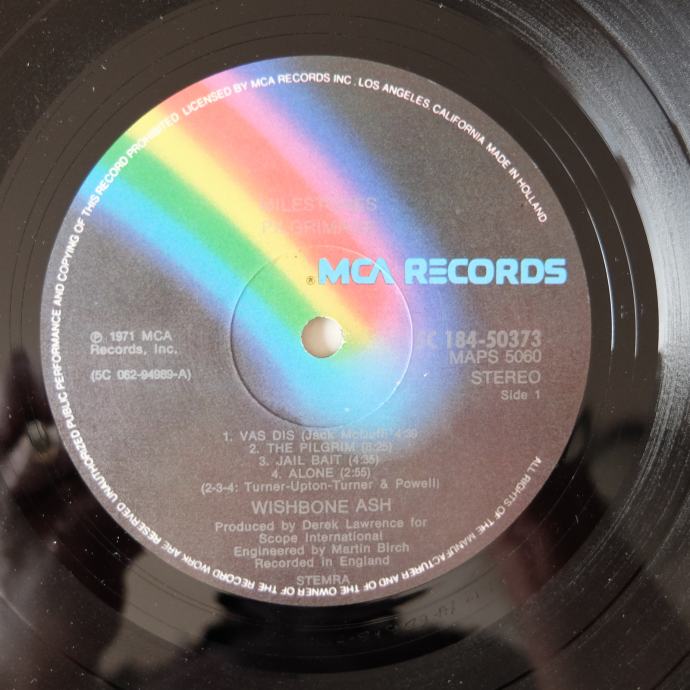 UNAUTHORIZED PUBLIC PERFORMANCE AND COPYING OF THIS RECORD PROHIBITED LICENSED BY MCA RECORDS INC. LOS ANGELES, CALIFORNIA MADE IN HOLLAND
MILESTONES
PILGRIMAGE
®MCA RECORDS
℗ 1971 MCA
Records, Inc.
(5C 062-94989-A)
5C 184-50373
MAPS 5060
STEREO
Side 1
1. VAS DIS (Jack McDuff) 4:39
2. THE PILGRIM (8:25)
3. JAIL BAIT (4:35)
4. ALONE (2:55)
(2-3-4: Turner-Upton-Turner & Powell)
WISHBONE ASH
Produced by Derek Lawrence for
Scope International
Engineered by Martin Birch
Recorded in England
STEMRA
ALL RIGHTS OF THE MANUFACTURER AND OF THE OWNER OF THE RECORD WORK ARE RESERVED